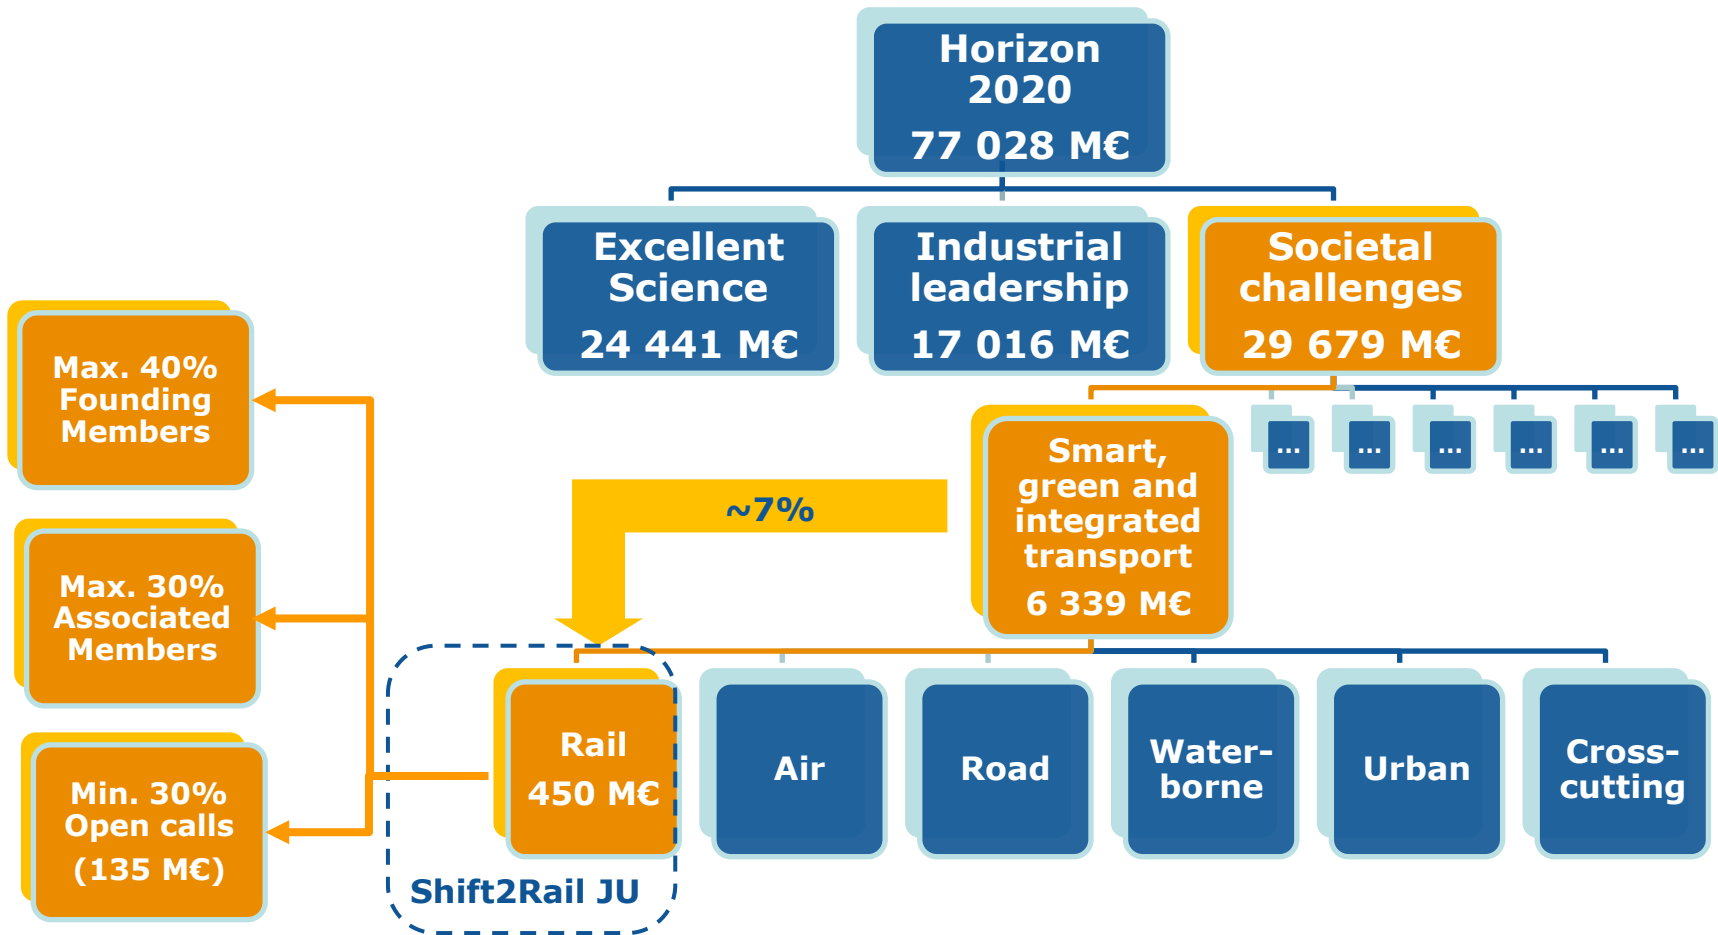 Horizon
2020
77 028 M€
Excellent
Science
24 441 M€
Industrial
leadership
17 016 M€
Societal
challenges
29 679 M€
...
...
...
...
...
...
Smart,
green and
integrated
transport
6 339 M€
~7%
Max. 40%
Founding
Members
Max. 30%
Associated
Members
Min. 30%
Open calls
(135 M€)
Rail
450 M€
Shift2Rail JU
Air
Road
Water-
borne
Urban
Cross-
cutting